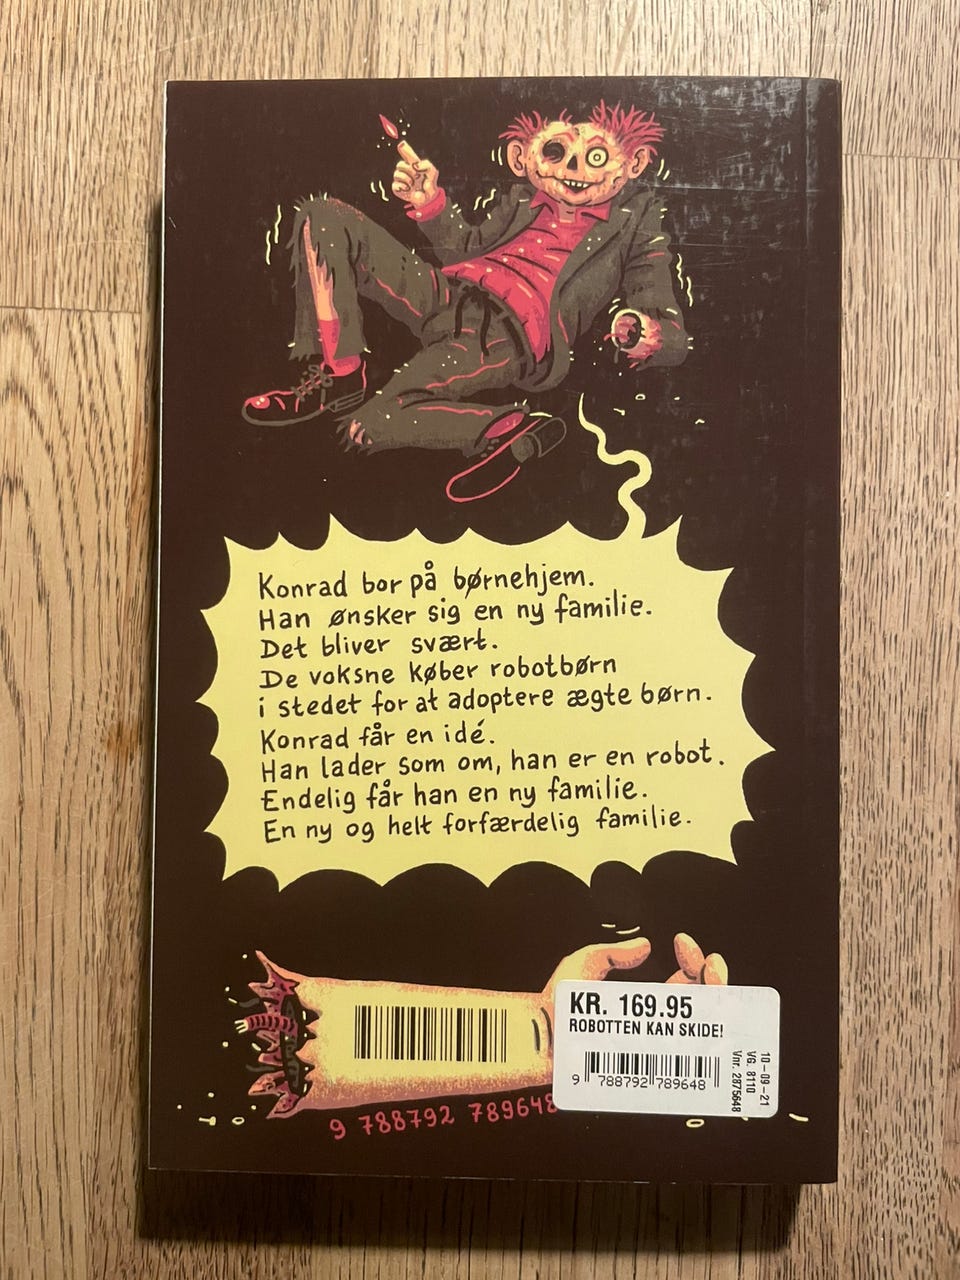 Konrad bor på børnehjem.
Han ønsker sig en ny familie.
Det bliver svært.
De voksne køber robotbørn
i stedet for at adoptere ægte børn.
Konrad får en idé.
Han lader som om, han er en robot.
Endelig får han en ny familie.
En ny og helt forfærdelig familie.
KR. 169.95
ROBOTTEN KAN SKIDE!
9 788792 789648
10-09-21
VG. 8110
Vnr. 2875648
9 788792 789648